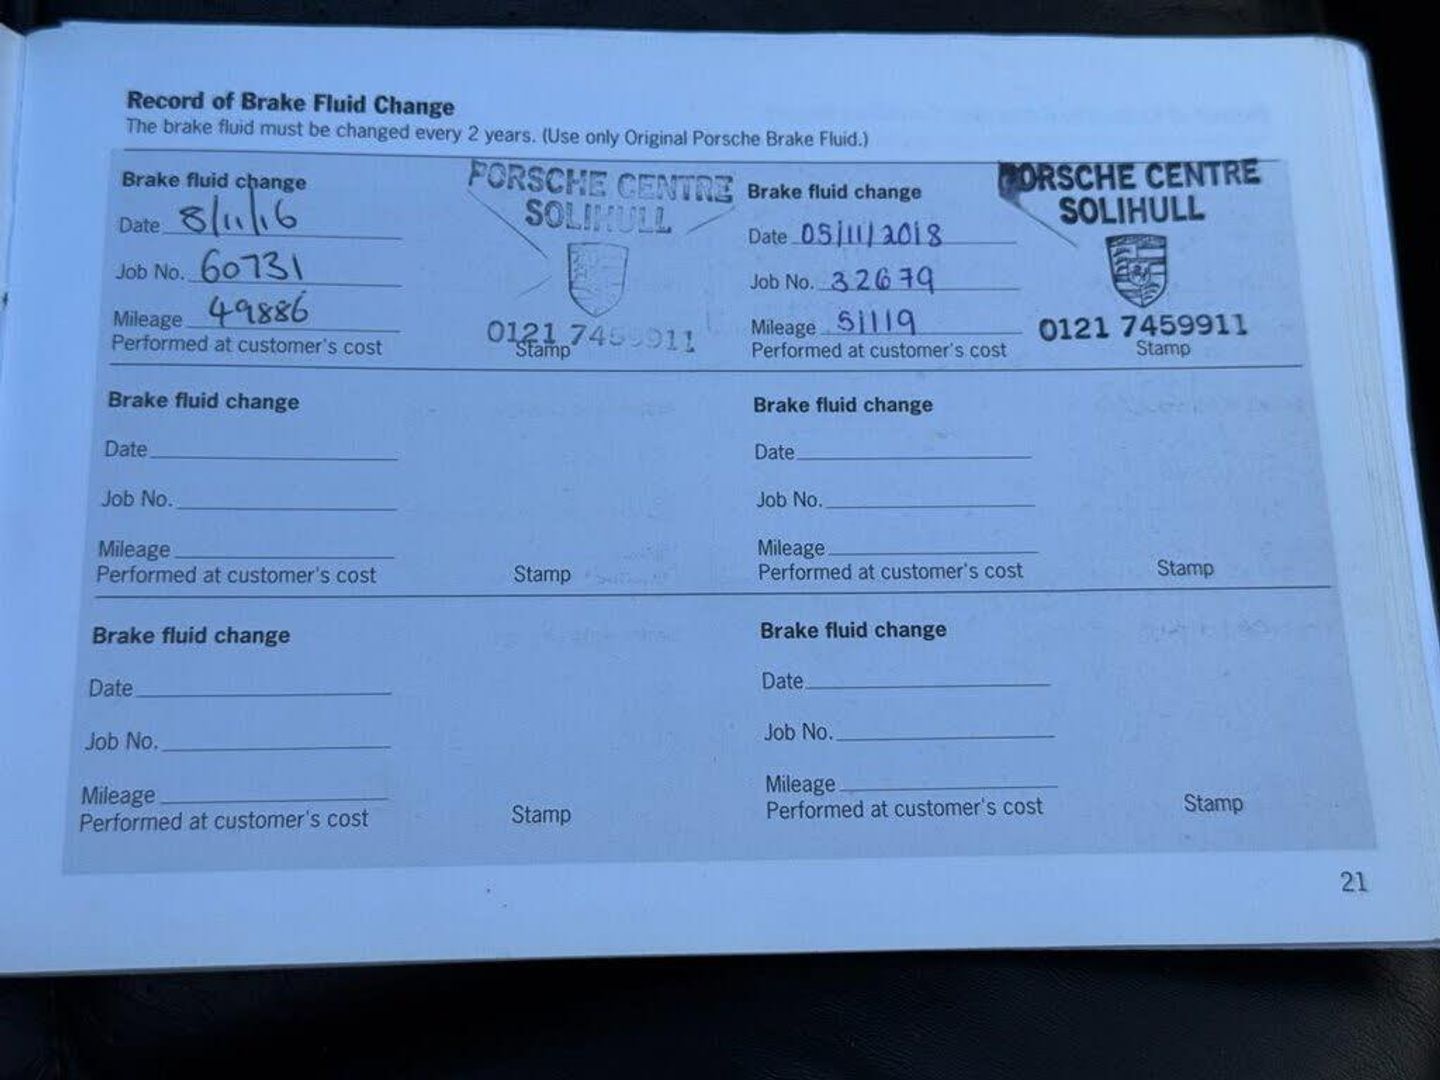 Record of Brake Fluid Change
The brake fluid must be changed every 2 years. (Use only Original Porsche Brake Fluid.)
Brake fluid change
Date 8/11/16
Job No. 60731
Mileage 49886
Performed at customer's cost
PORSCHE CENTRE
SOLIHULL
0121 7459911
Stamp
Brake fluid change
Date 05/11/2018
Job No. 32679
Mileage 51119
Performed at customer's cost
PORSCHE CENTRE
SOLIHULL
0121 7459911
Stamp
Brake fluid change
Date
Job No.
Mileage
Performed at customer's cost
Stamp
Brake fluid change
Date
Job No.
Mileage
Performed at customer's cost
Stamp
Brake fluid change
Date
Job No.
Mileage
Performed at customer's cost
Stamp
Brake fluid change
Date
Job No.
Mileage
Performed at customer's cost
Stamp
21